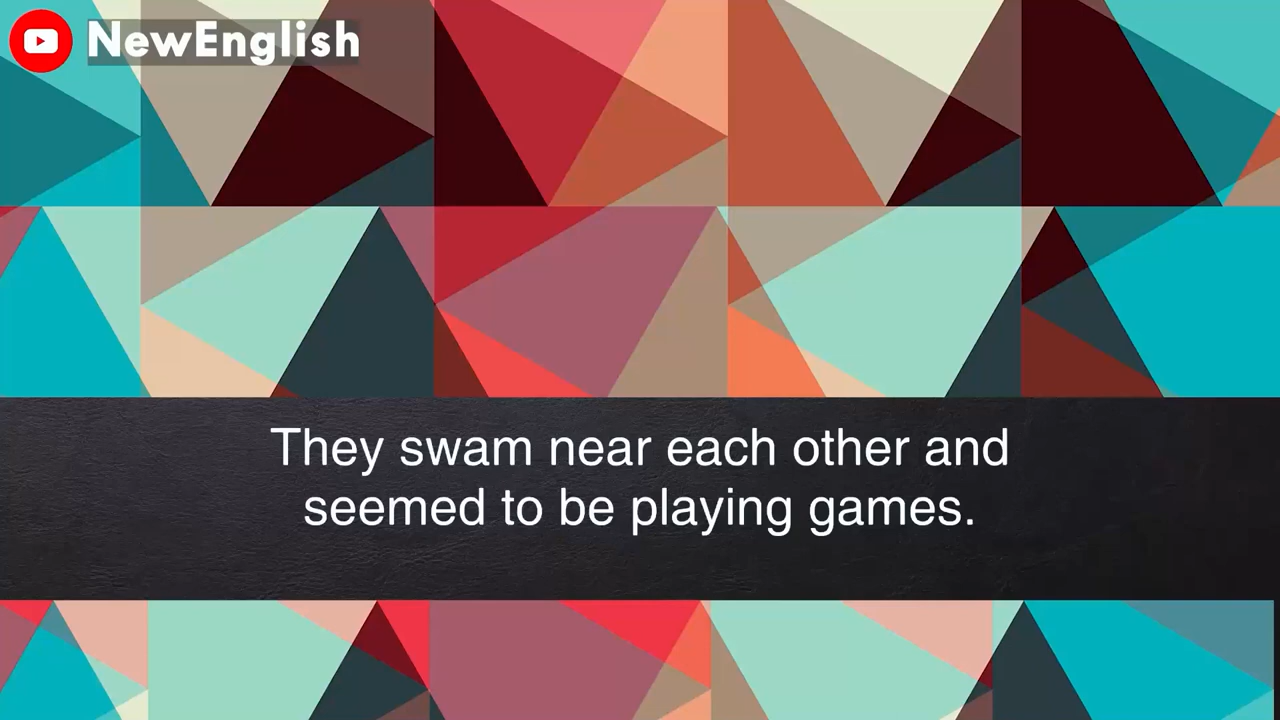 NewEnglish
They swam near each other and
seemed to be playing games.